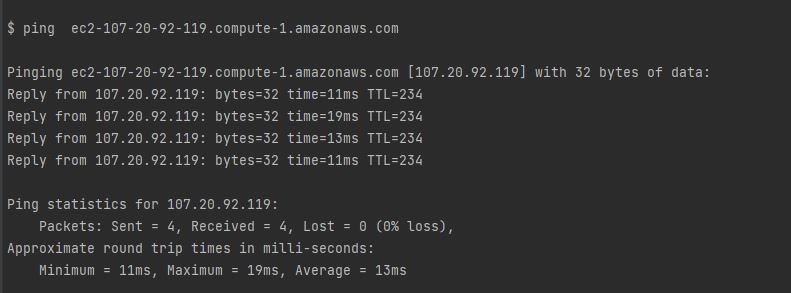 $ ping  ec2-107-20-92-119.compute-1.amazonaws.com
Pinging ec2-107-20-92-119.compute-1.amazonaws.com [107.20.92.119] with 32 bytes of data:
Reply from 107.20.92.119: bytes=32 time=11ms TTL=234
Reply from 107.20.92.119: bytes=32 time=19ms TTL=234
Reply from 107.20.92.119: bytes=32 time=13ms TTL=234
Reply from 107.20.92.119: bytes=32 time=11ms TTL=234
Ping statistics for 107.20.92.119:
    Packets: Sent = 4, Received = 4, Lost = 0 (0% loss),
Approximate round trip times in milli-seconds:
    Minimum = 11ms, Maximum = 19ms, Average = 13ms